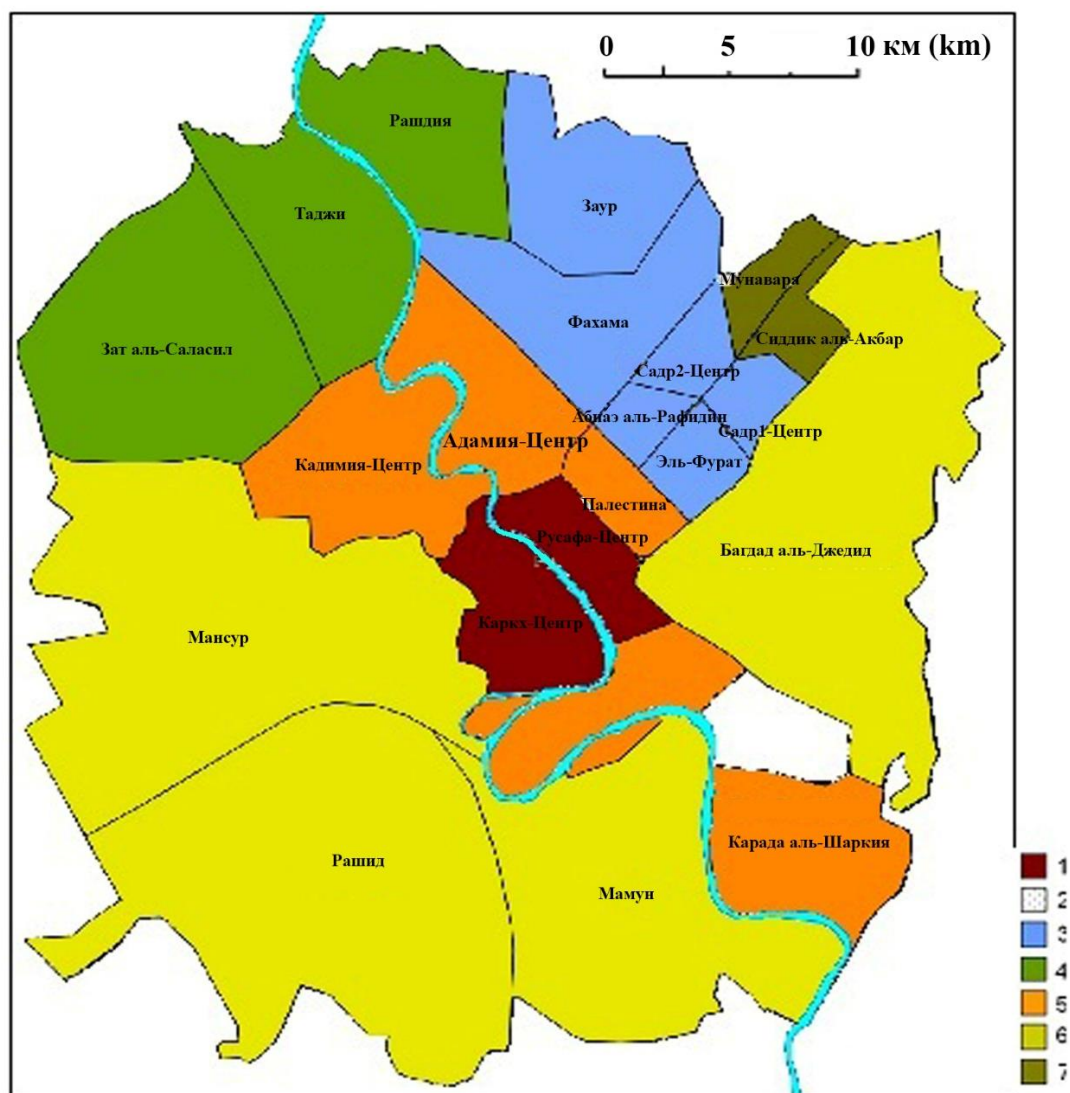 0 5 10 км (km)
Рашдия
Заур
Таджи
Мунавара
Фахама
Сиддик аль-Акбар
Зат аль-Саласил
Садр2-Центр
Абнаэ аль-Рафидин
Садр1-Центр
Адамия-Центр
Кадимия-Центр
Эль-Фурат
Палестина
Русафа-Центр
Багдад аль-Джедид
Каркх-Центр
Мансур
Карада аль-Шаркия
Рашид
Мамун
1
2
3
4
5
6
7